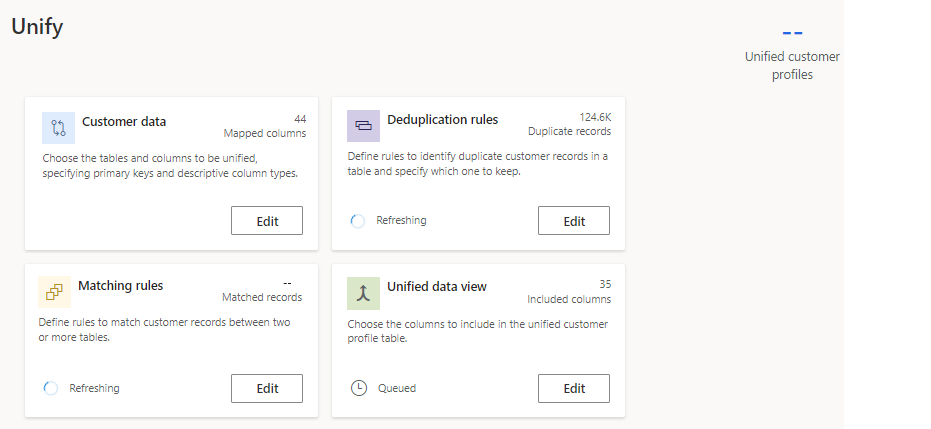 Unify
--
Unified customer
profiles
Customer data
44
Mapped columns
Choose the tables and columns to be unified,
specifying primary keys and descriptive column types.
Edit
Deduplication rules
124.6K
Duplicate records
Define rules to identify duplicate customer records in a
table and specify which one to keep.
Refreshing
Edit
Matching rules
--
Matched records
Define rules to match customer records between two
or more tables.
Refreshing
Edit
Unified data view
35
Included columns
Choose the columns to include in the unified customer
profile table.
Queued
Edit